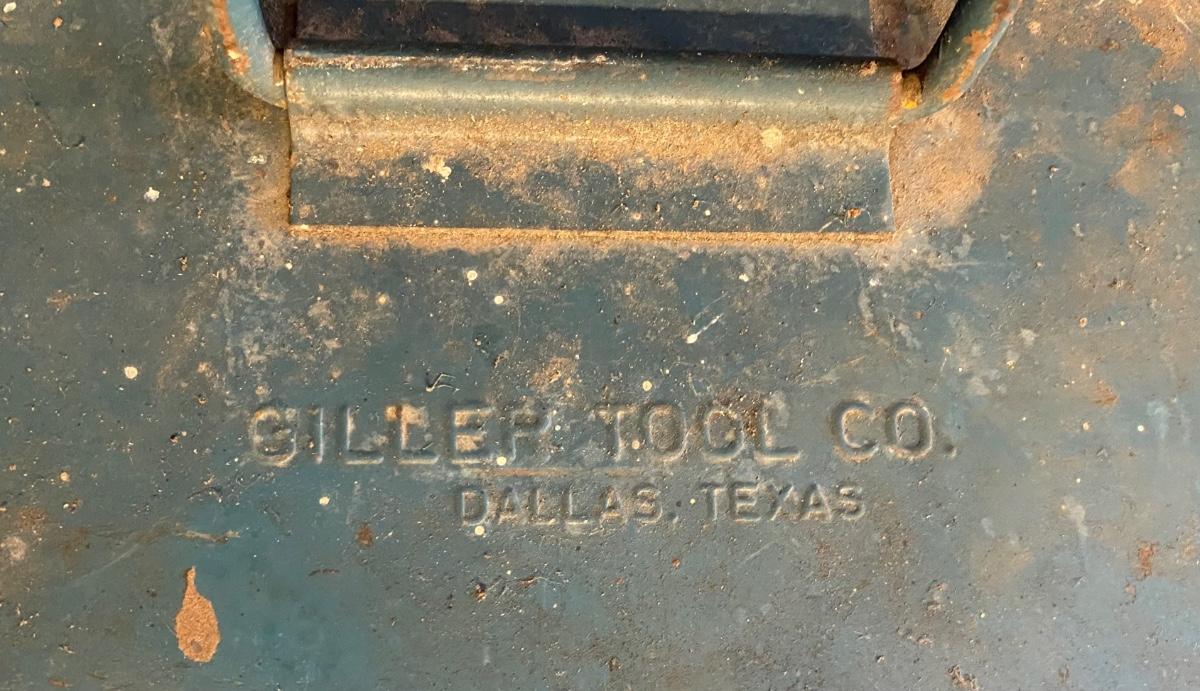 GILLER TOOL CO.
DALLAS, TEXAS